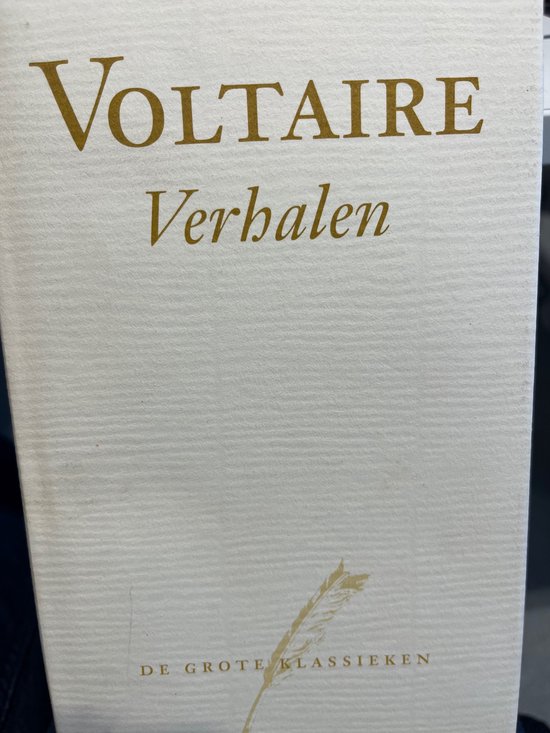 VOLTAIRE
Verhalen
DE GROTE KLASSIEKEN